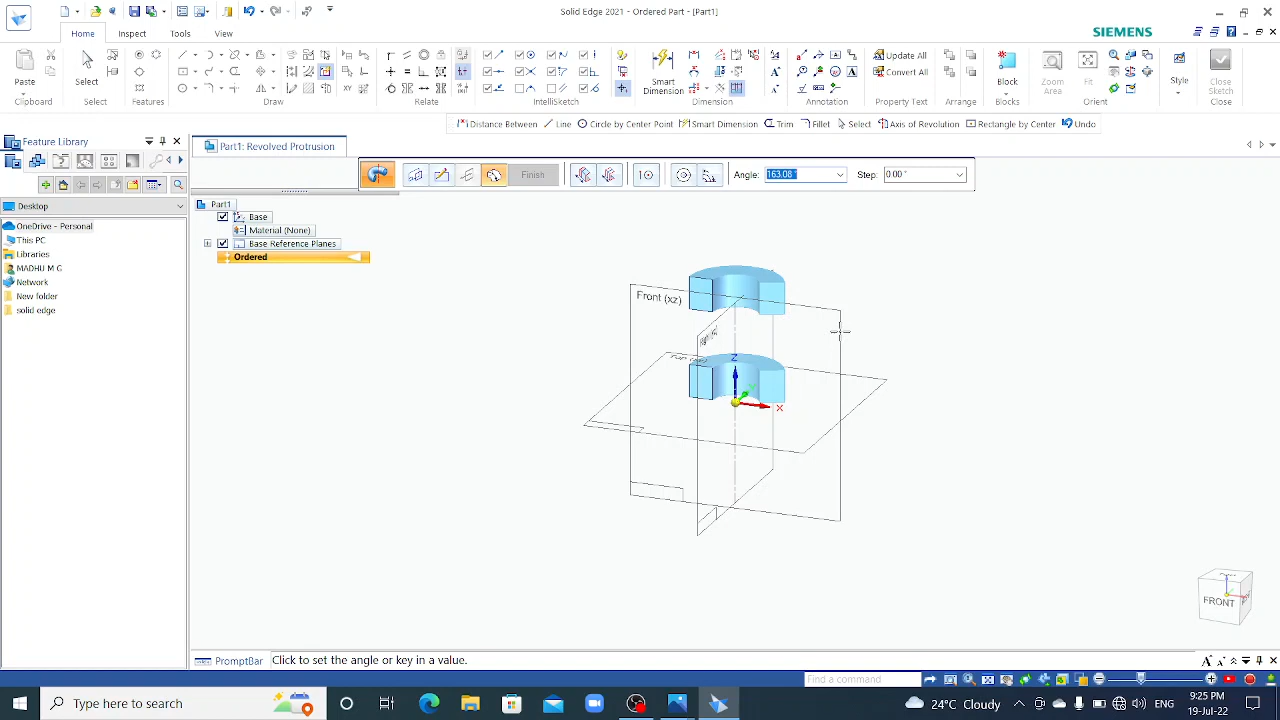 Solid Edge 2021 - Ordered Part - [Part1]
Home Inspect Tools View
SIEMENS
Paste
Select
Smart
Dimension
Update All
Convert All
Block
Zoom
Area
Fit
Style
Close
Sketch
Clipboard Select Features Draw Relate IntelliSketch Dimension Annotation Property Text Arrange Blocks Orient Close
Distance Between Line Circle by Center Point Smart Dimension Trim Fillet Select Axis of Revolution Rectangle by Center Undo
Feature Library
Part1: Revolved Protrusion
Finish Angle: 163.08 ° Step: 0.00 °
Desktop
Part1
Base
Material (None)
Base Reference Planes
Ordered
OneDrive - Personal
This PC
Libraries
MADHU M G
Network
New folder
solid edge
Front (xz)
Z
Y
X
FRONT
PromptBar Click to set the angle or key in a value.
Find a command
Type here to search
24°C Cloudy
ENG
9:25 PM
19-Jul-22